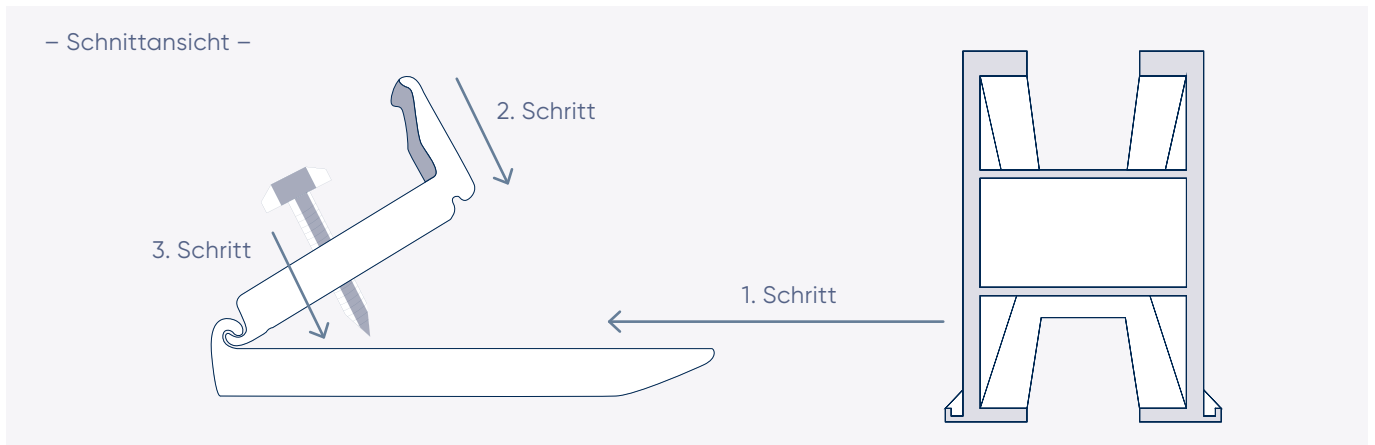 – Schnittansicht –
2. Schritt
3. Schritt
1. Schritt